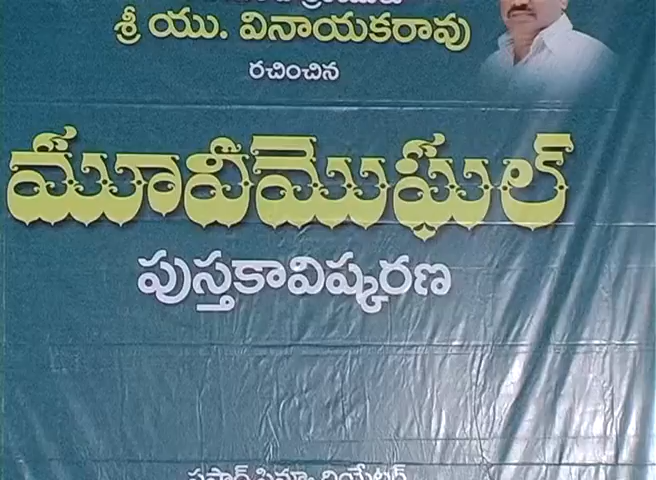 శ్రీ యు. వినాయకరావు
రచించిన
మూవీమొఘల్
పుస్తకావిష్కరణ